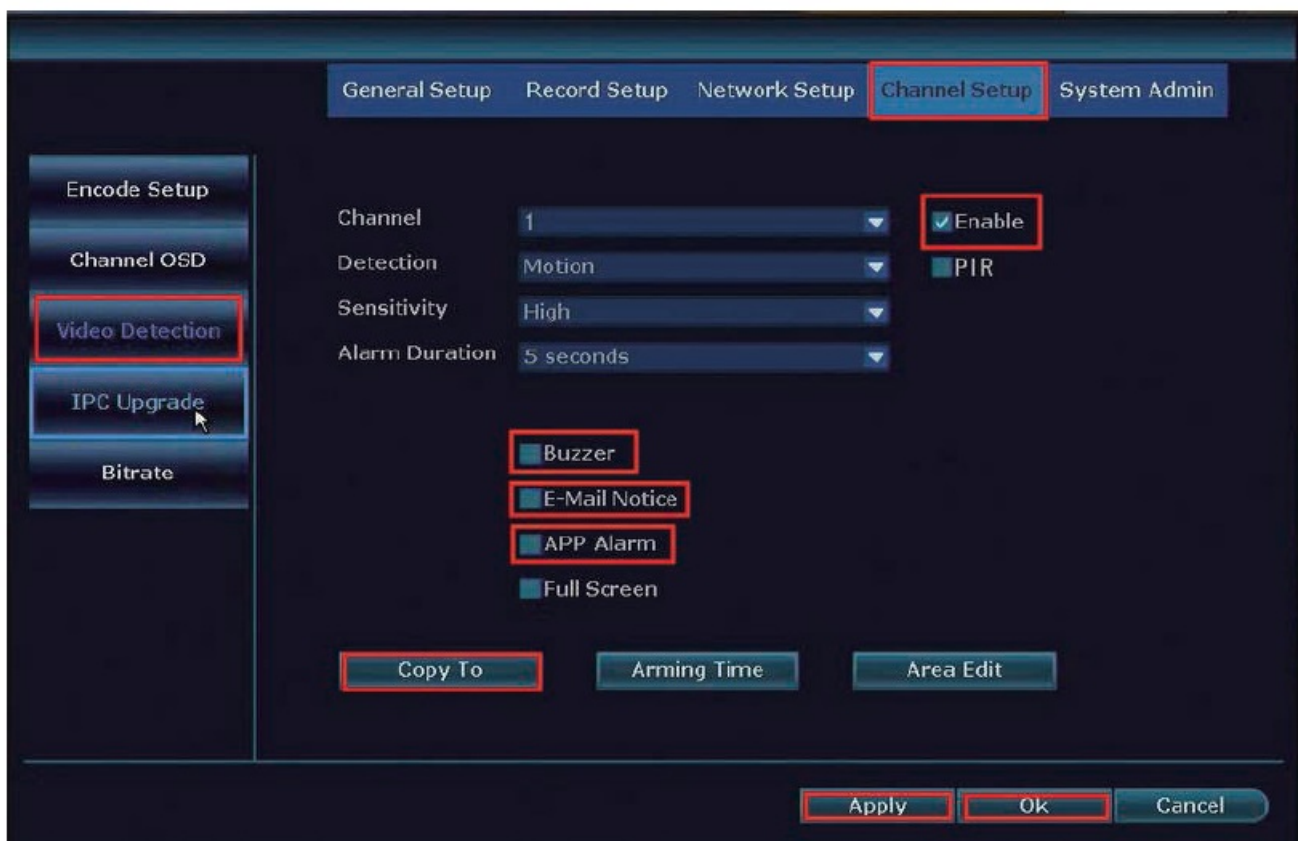 General Setup Record Setup Network Setup Channel Setup System Admin
Encode Setup
Channel OSD
Video Detection
IPC Upgrade
Bitrate
Channel 1 Enable
Detection Motion PIR
Sensitivity High
Alarm Duration 5 seconds
Buzzer
E-Mail Notice
APP Alarm
Full Screen
Copy To Arming Time Area Edit
Apply Ok Cancel